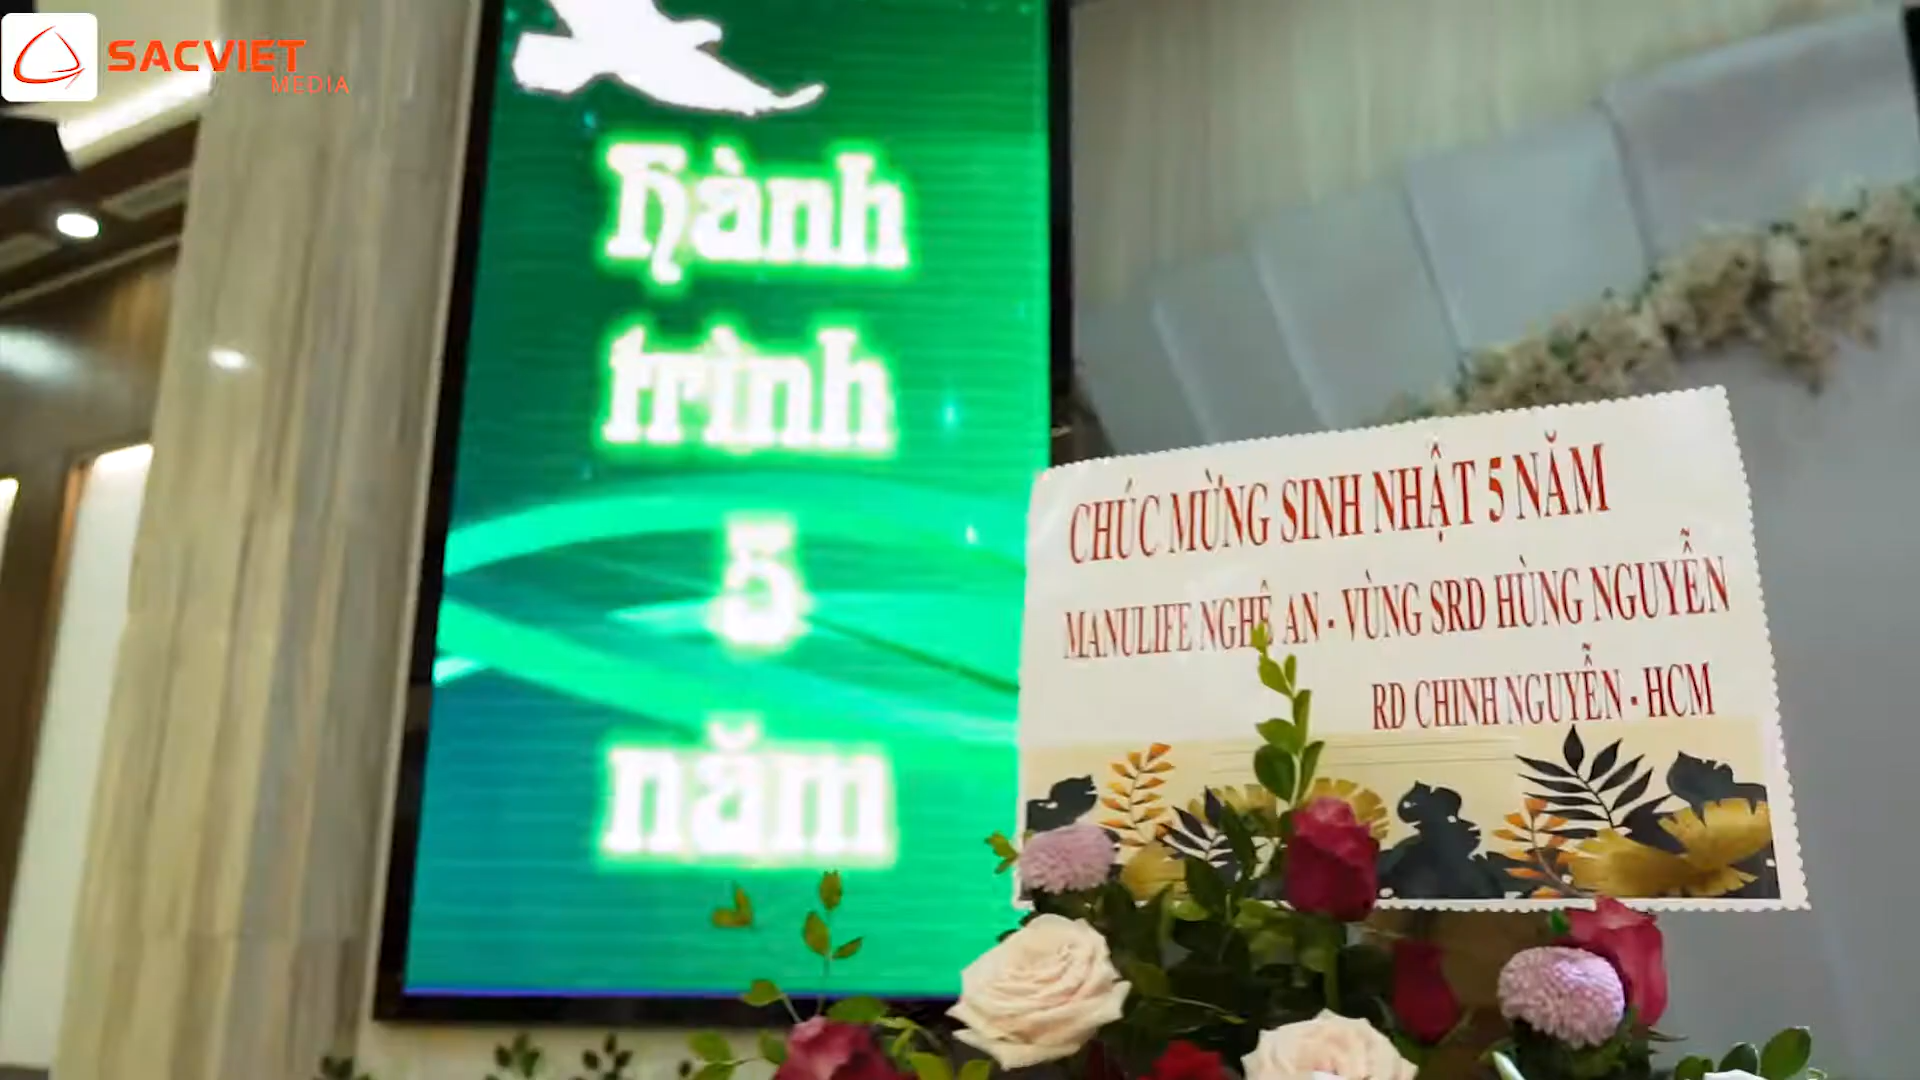 SACVIET
MEDIA
hành
trình
5
năm
CHÚC MỪNG SINH NHẬT 5 NĂM
MANULIFE NGHỆ AN - VÙNG SRD HÙNG NGUYỄN
RD CHINH NGUYỄN - HCM